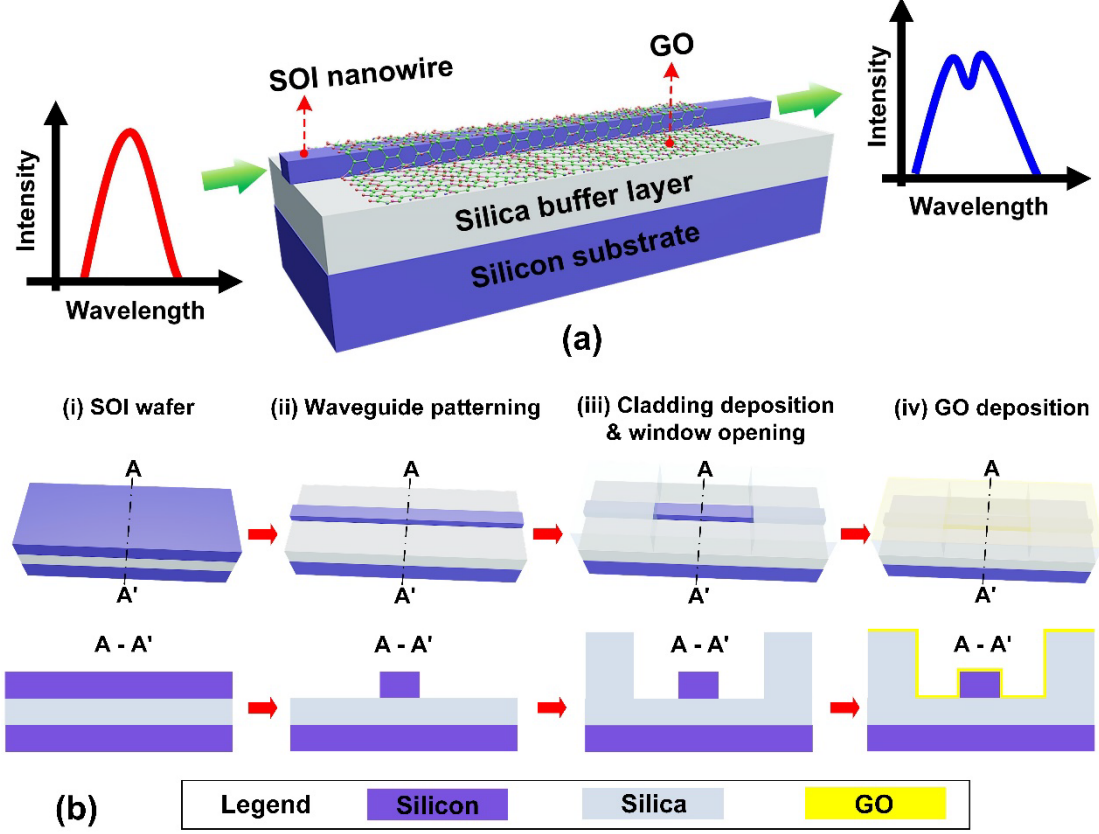 SOI nanowire
GO
Intensity
Wavelength
Silica buffer layer
Silicon substrate
Intensity
Wavelength
(a)
(i) SOI wafer
(ii) Waveguide patterning
(iii) Cladding deposition
& window opening
(iv) GO deposition
A
A
A
A
A'
A'
A'
A'
A - A'
A - A'
A - A'
A - A'
(b)
Legend
Silicon
Silica
GO